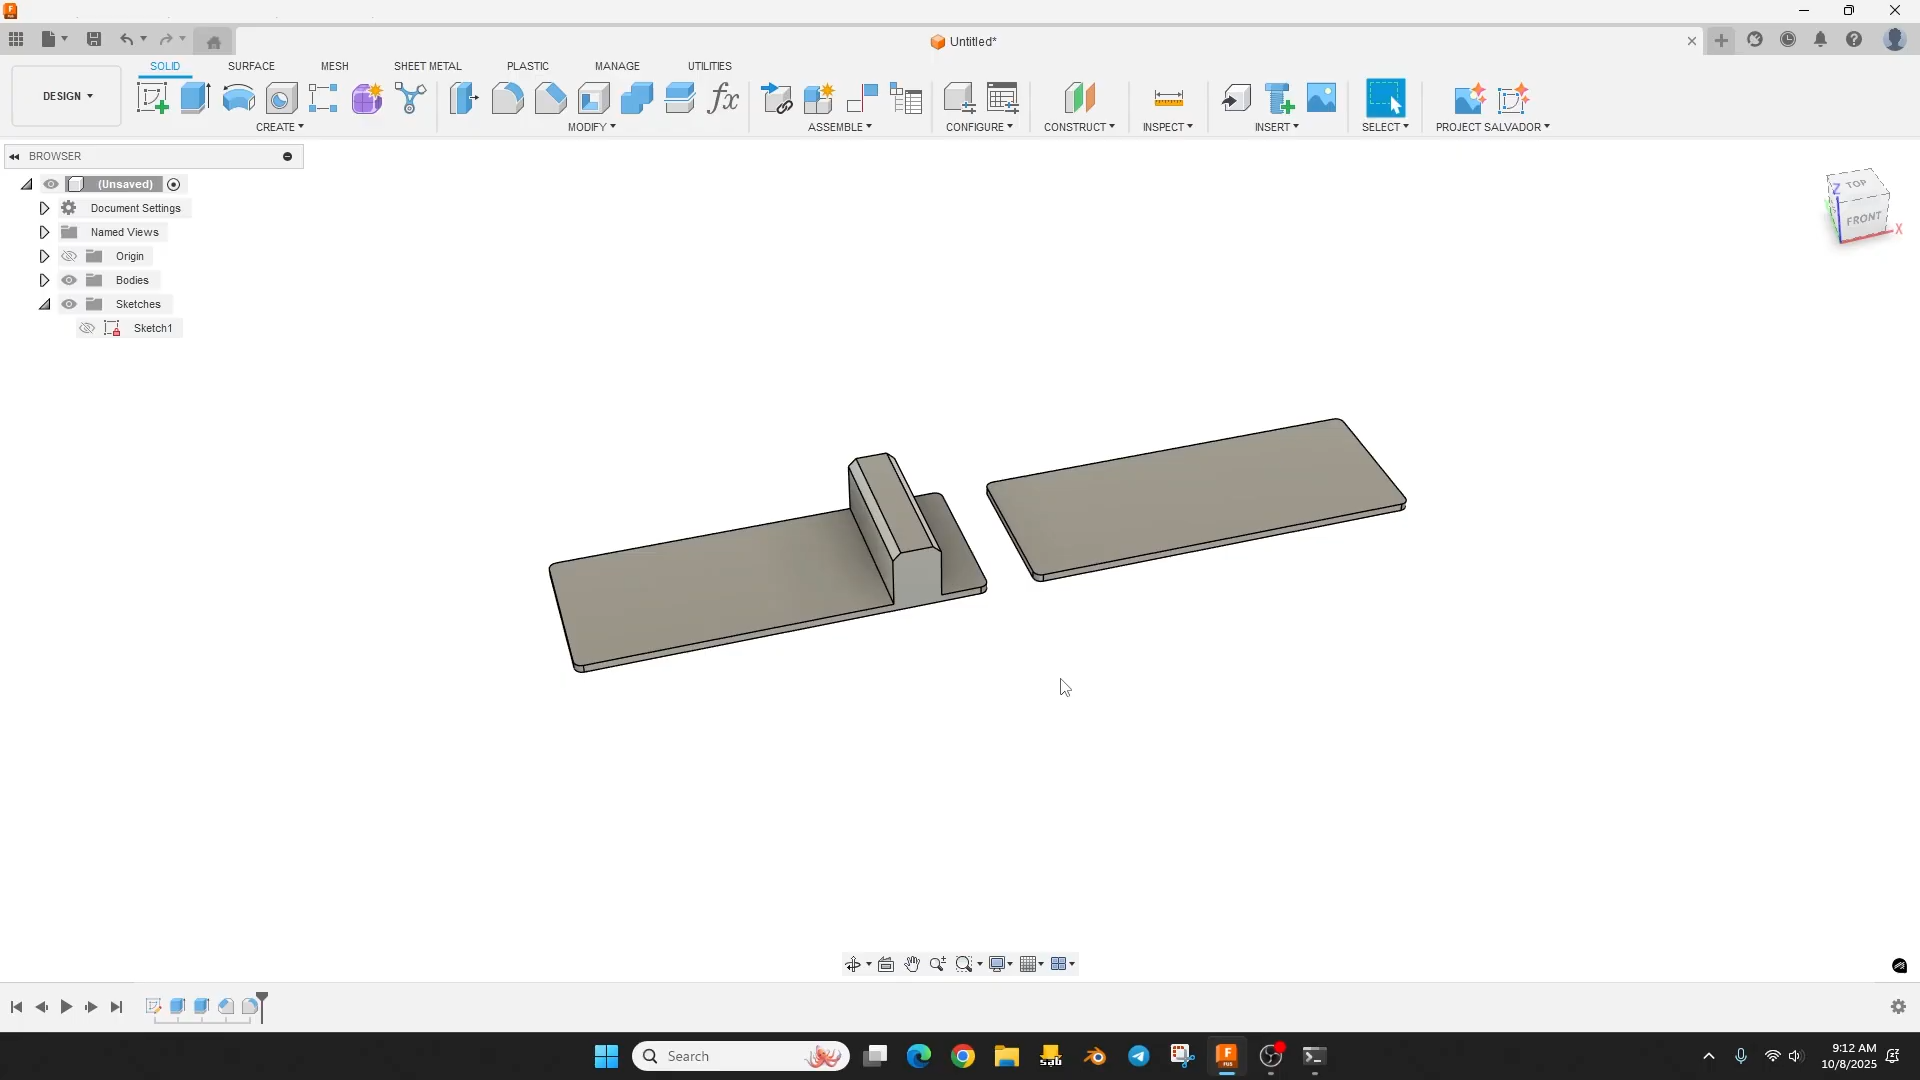 Untitled*
SOLID SURFACE MESH SHEET METAL PLASTIC MANAGE UTILITIES
DESIGN
CREATE MODIFY ASSEMBLE CONFIGURE CONSTRUCT INSPECT INSERT SELECT PROJECT SALVADOR
BROWSER
(Unsaved)
Document Settings
Named Views
Origin
Bodies
Sketches
Sketch1
TOP
Z
FRONT
X
Search
9:12 AM
10/8/2025